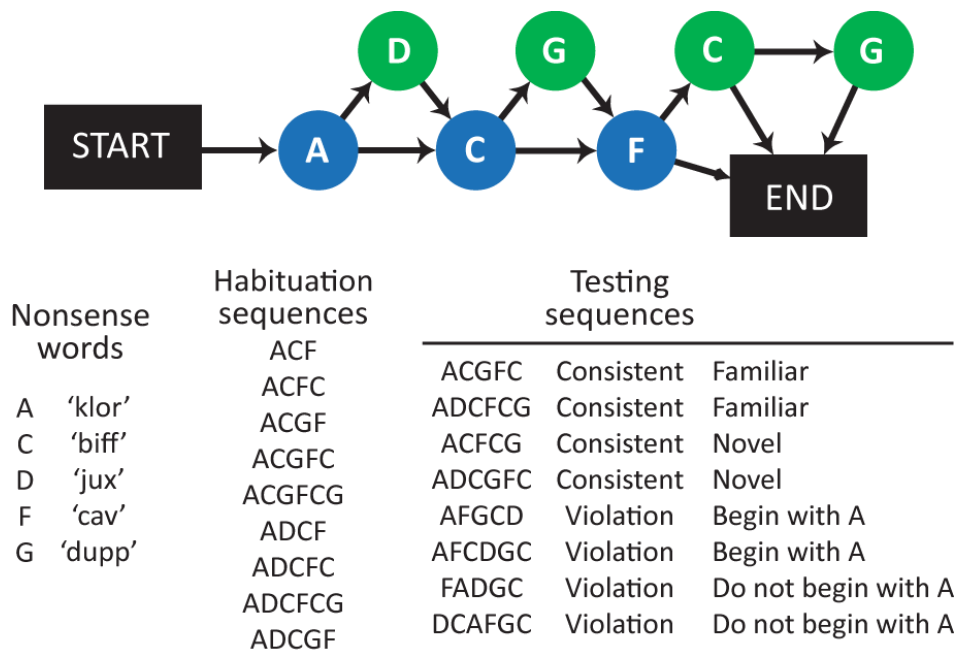 D G C G
START A C F
END
Nonsense
words
A 'klor'
C 'biff'
D 'jux'
F 'cav'
G 'dupp'
Habituation
sequences
ACF
ACFC
ACGF
ACGFC
ACGFCG
ADCF
ADCFC
ADCFCG
ADCGF
Testing
sequences
ACGFC Consistent Familiar
ADCFCG Consistent Familiar
ACFCG Consistent Novel
ADCGFC Consistent Novel
AFGCD Violation Begin with A
AFCDGC Violation Begin with A
FADGC Violation Do not begin with A
DCAFGC Violation Do not begin with A